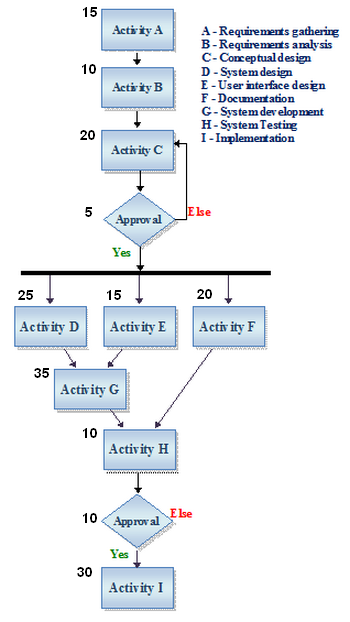 15
Activity A
A - Requirements gathering
B - Requirements analysis
C - Conceptual design
D - System design
E - User interface design
F - Documentation
G - System development
H - System Testing
I - Implementation
10
Activity B
20
Activity C
5
Approval
Else
Yes
25
15
20
Activity D
Activity E
Activity F
35
Activity G
10
Activity H
10
Approval
Else
Yes
30
Activity I